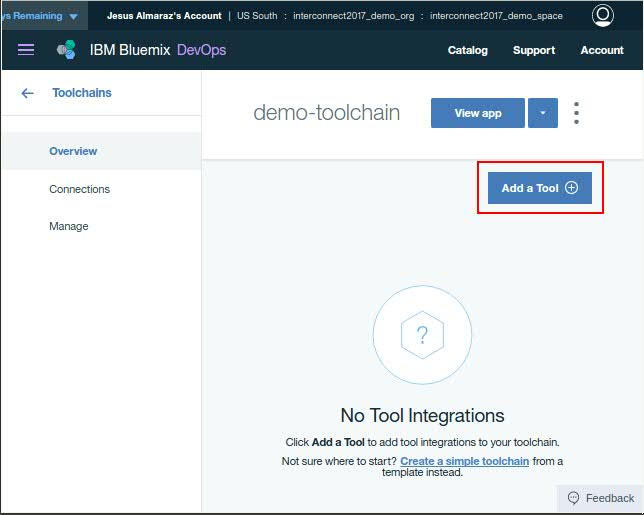 ys Remaining Jesus Almaraz's Account | US South : interconnect2017_demo_org : interconnect2017_demo_space
IBM Bluemix DevOps Catalog Support Account
Toolchains
demo-toolchain View app
Overview
Connections
Manage
Add a Tool
?
No Tool Integrations
Click Add a Tool to add tool integrations to your toolchain.
Not sure where to start? Create a simple toolchain from a
template instead.
Feedback